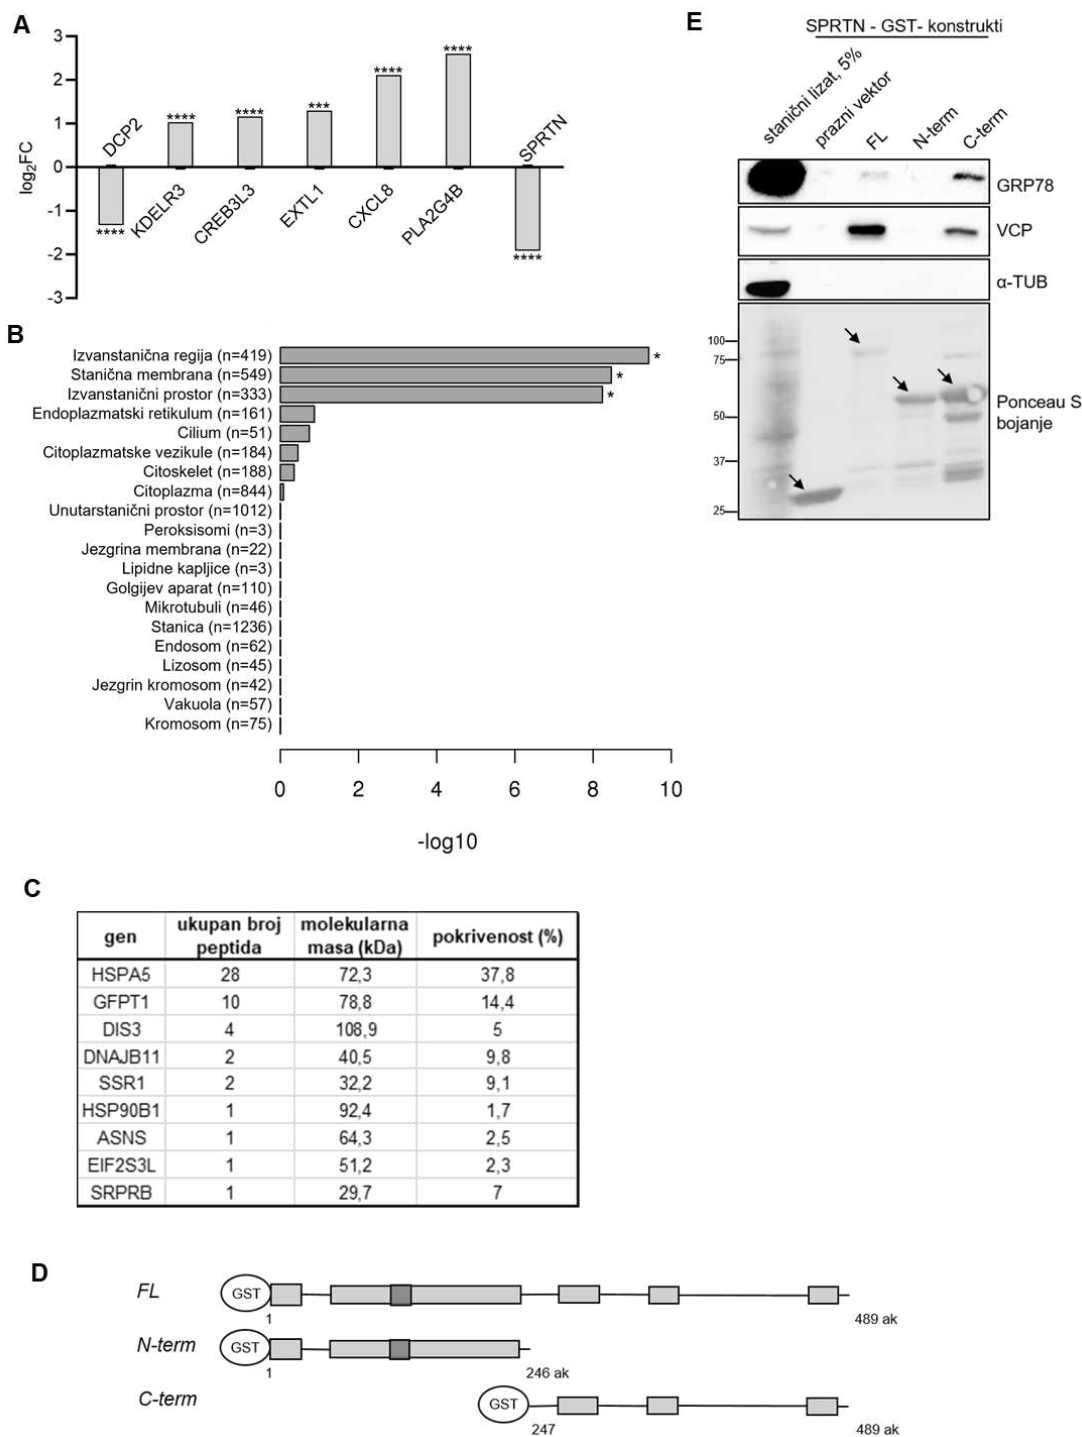 A
3
2
1
0
-1
-2
-3
log2FC
DCP2
****
KDELR3
****
CREB3L3
****
EXTL1
***
CXCL8
****
PLA2G4B
****
SPRTN
****
B
Izvanstanična regija (n=419) *
Stanična membrana (n=549) *
Izvanstanični prostor (n=333) *
Endoplazmatski retikulum (n=161)
Cilium (n=51)
Citoplazmatske vezikule (n=184)
Citoskelet (n=188)
Citoplazma (n=844)
Unutarstanični prostor (n=1012)
Peroksisomi (n=3)
Jezgrina membrana (n=22)
Lipidne kapljice (n=3)
Golgijev aparat (n=110)
Mikrotubuli (n=46)
Stanica (n=1236)
Endosom (n=62)
Lizosom (n=45)
Jezgrin kromosom (n=42)
Vakuola (n=57)
Kromosom (n=75)
0 2 4 6 8 10
-log10
C
gen ukupan broj peptida molekularna masa (kDa) pokrivenost (%)
HSPA5 28 72,3 37,8
GFPT1 10 78,8 14,4
DIS3 4 108,9 5
DNAJB11 2 40,5 9,8
SSR1 2 32,2 9,1
HSP90B1 1 92,4 1,7
ASNS 1 64,3 2,5
EIF2S3L 1 51,2 2,3
SRPRB 1 29,7 7
D
FL GST
1 489 ak
N-term GST
1 246 ak
C-term GST
247 489 ak
E
SPRTN - GST- konstrukti
stanični lizat, 5%
prazni vektor
FL
N-term
C-term
GRP78
VCP
α-TUB
100
75
50
37
25
Ponceau S
bojanje